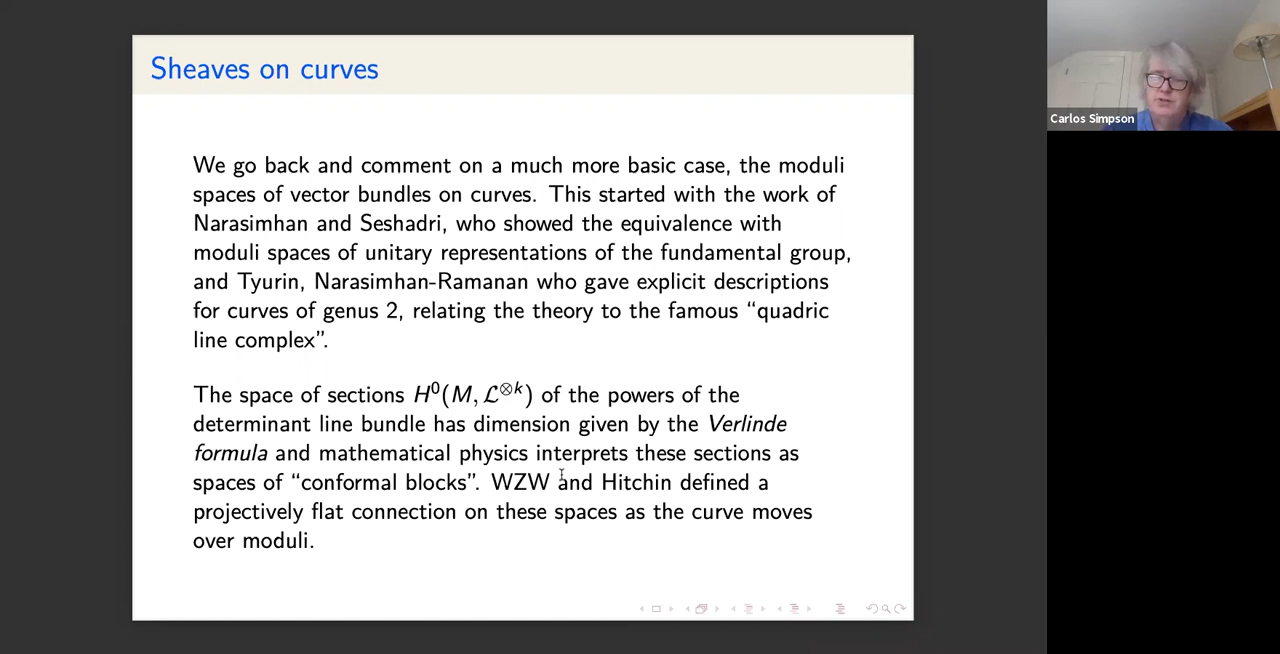 Sheaves on curves
We go back and comment on a much more basic case, the moduli
spaces of vector bundles on curves. This started with the work of
Narasimhan and Seshadri, who showed the equivalence with
moduli spaces of unitary representations of the fundamental group,
and Tyurin, Narasimhan-Ramanan who gave explicit descriptions
for curves of genus 2, relating the theory to the famous “quadric
line complex”.
The space of sections H⁰(M, ℒ^{⊗k}) of the powers of the
determinant line bundle has dimension given by the Verlinde
formula and mathematical physics interprets these sections as
spaces of “conformal blocks”. WZW and Hitchin defined a
projectively flat connection on these spaces as the curve moves
over moduli.
Carlos Simpson